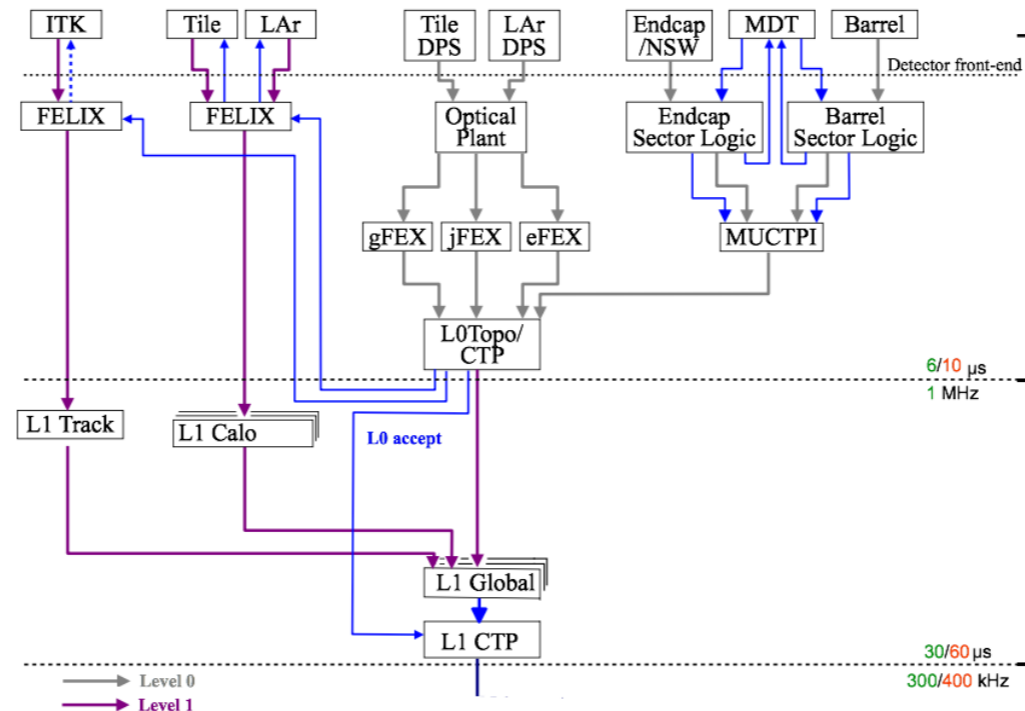 ITK
Tile
LAr
Tile
DPS
LAr
DPS
Endcap
/NSW
MDT
Barrel
Detector front-end
FELIX
FELIX
Optical
Plant
Endcap
Sector Logic
Barrel
Sector Logic
gFEX
jFEX
eFEX
MUCTPI
L0Topo/
CTP
6/10 µs
1 MHz
L1 Track
L1 Calo
L0 accept
L1 Global
L1 CTP
30/60 µs
300/400 kHz
Level 0
Level 1